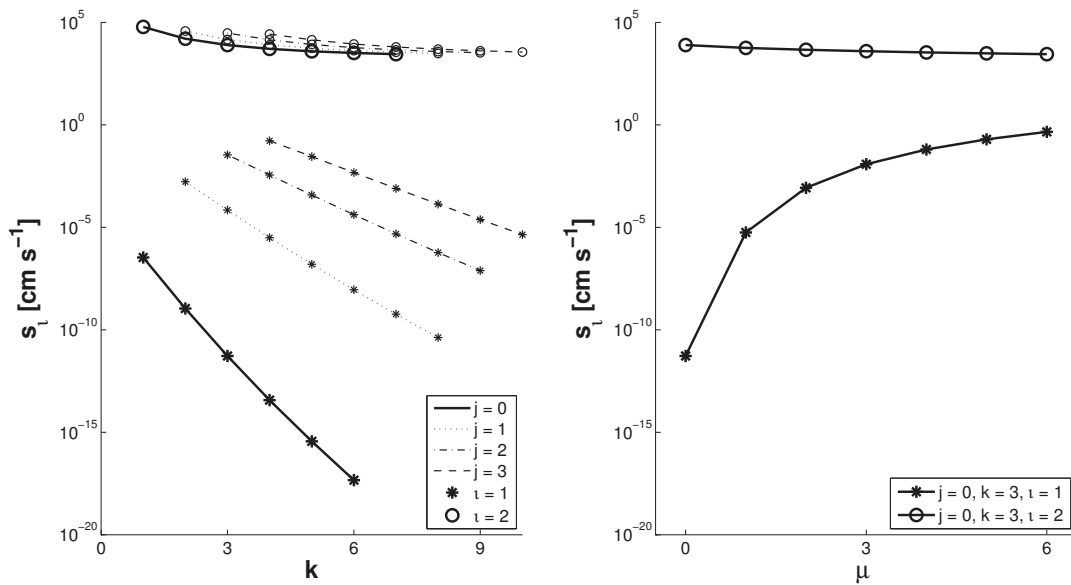 10^5
10^0
10^−5
10^−10
10^−15
10^−20
s_ι [cm s^−1]
0
3
6
9
k
j = 0
j = 1
j = 2
j = 3
ι = 1
ι = 2
10^5
10^0
10^−5
10^−10
10^−15
10^−20
s_ι [cm s^−1]
0
3
6
μ
j = 0, k = 3, ι = 1
j = 0, k = 3, ι = 2